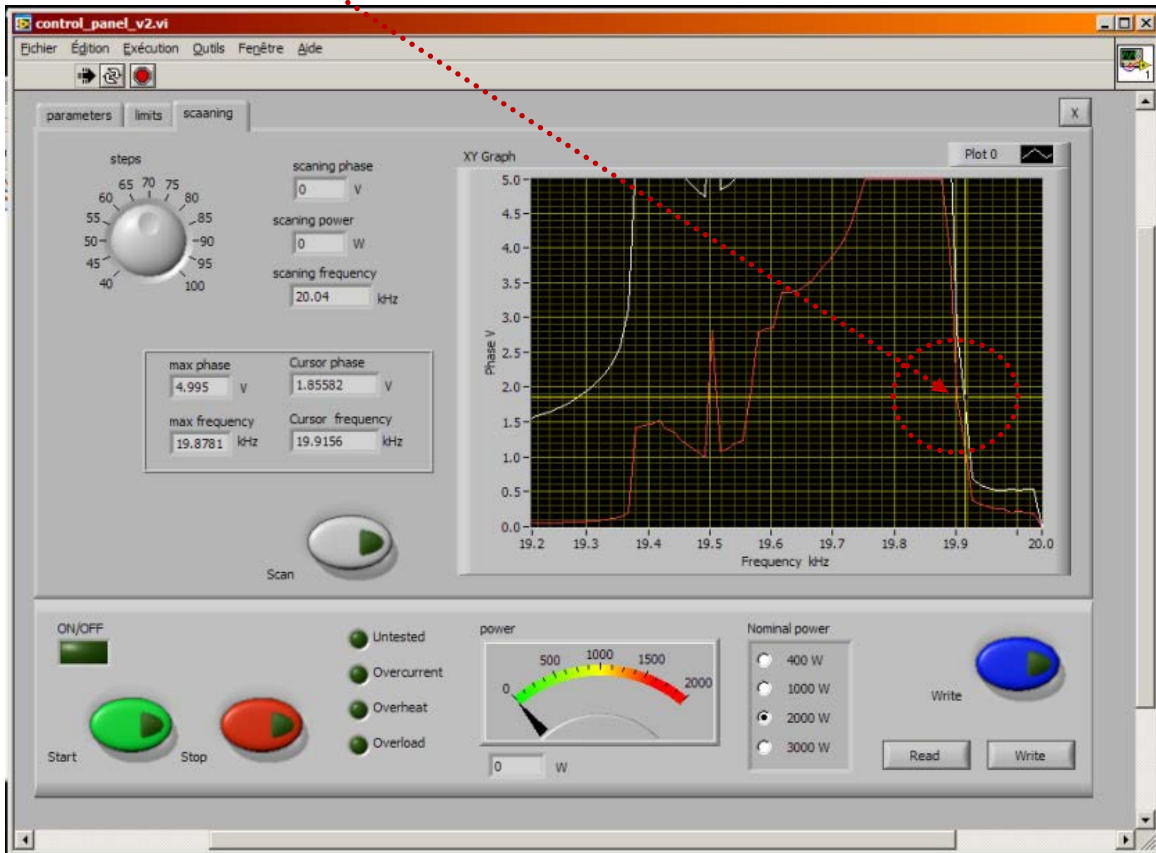 control_panel_v2.vi
Fichier Édition Exécution Outils Fenêtre Aide
1
parameters limits scaaning X
steps
40 45 50 55 60 65 70 75 80 85 90 95 100
scaning phase
0 V
scaning power
0 W
scaning frequency
20.04 kHz
max phase Cursor phase
4.995 V 1.85582 V
max frequency Cursor frequency
19.8781 kHz 19.9156 kHz
Scan
XY Graph Plot 0
Phase V
5.0
4.5
4.0
3.5
3.0
2.5
2.0
1.5
1.0
0.5
0.0
19.2 19.3 19.4 19.5 19.6 19.7 19.8 19.9 20.0
Frequency kHz
ON/OFF
Start Stop
Untested
Overcurrent
Overheat
Overload
power
0 500 1000 1500 2000
0 W
Nominal power
400 W
1000 W
2000 W
3000 W
Write
Read Write